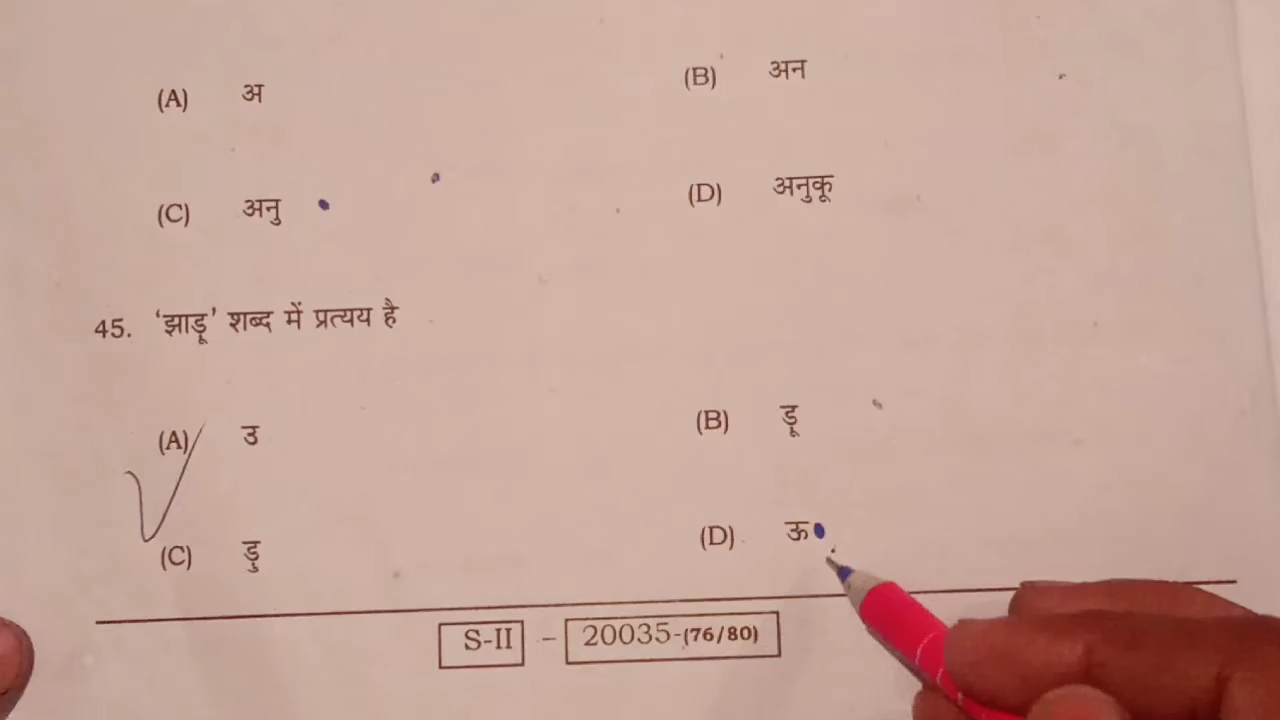 (A) अ (B) अन
(C) अनु (D) अनुकू
45. ‘झाड़ू’ शब्द में प्रत्यय है
(A) उ (B) ड़ू
(C) ड़ु (D) ऊ
S-II – 20035-(76/80)